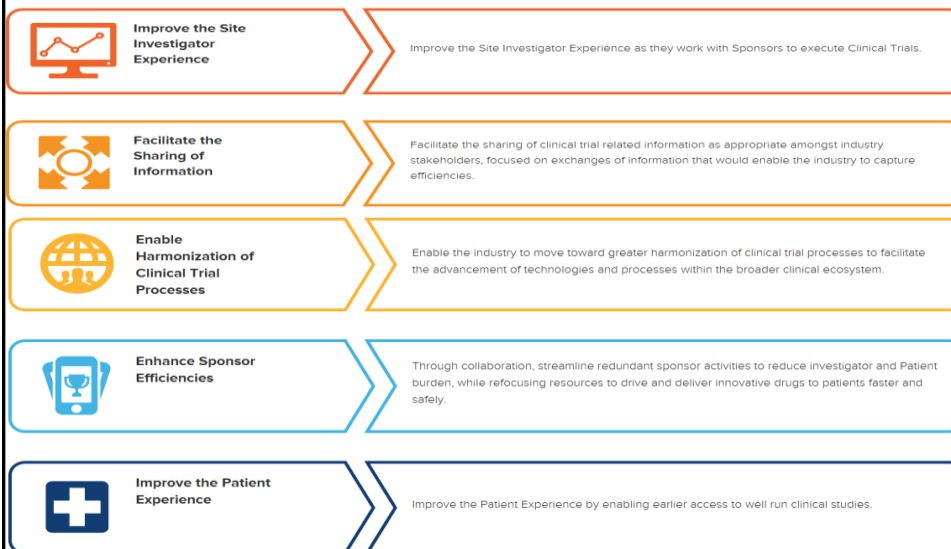 Improve the Site
Investigator
Experience
Improve the Site Investigator Experience as they work with Sponsors to execute Clinical Trials.
Facilitate the
Sharing of
Information
Facilitate the sharing of clinical trial related information as appropriate amongst industry
stakeholders, focused on exchanges of information that would enable the industry to capture
efficiencies.
Enable
Harmonization of
Clinical Trial
Processes
Enable the industry to move toward greater harmonization of clinical trial processes to facilitate
the advancement of technologies and processes within the broader clinical ecosystem.
Enhance Sponsor
Efficiencies
Through collaboration, streamline redundant sponsor activities to reduce investigator and Patient
burden, while refocusing resources to drive and deliver innovative drugs to patients faster and
safely.
Improve the Patient
Experience
Improve the Patient Experience by enabling earlier access to well run clinical studies.